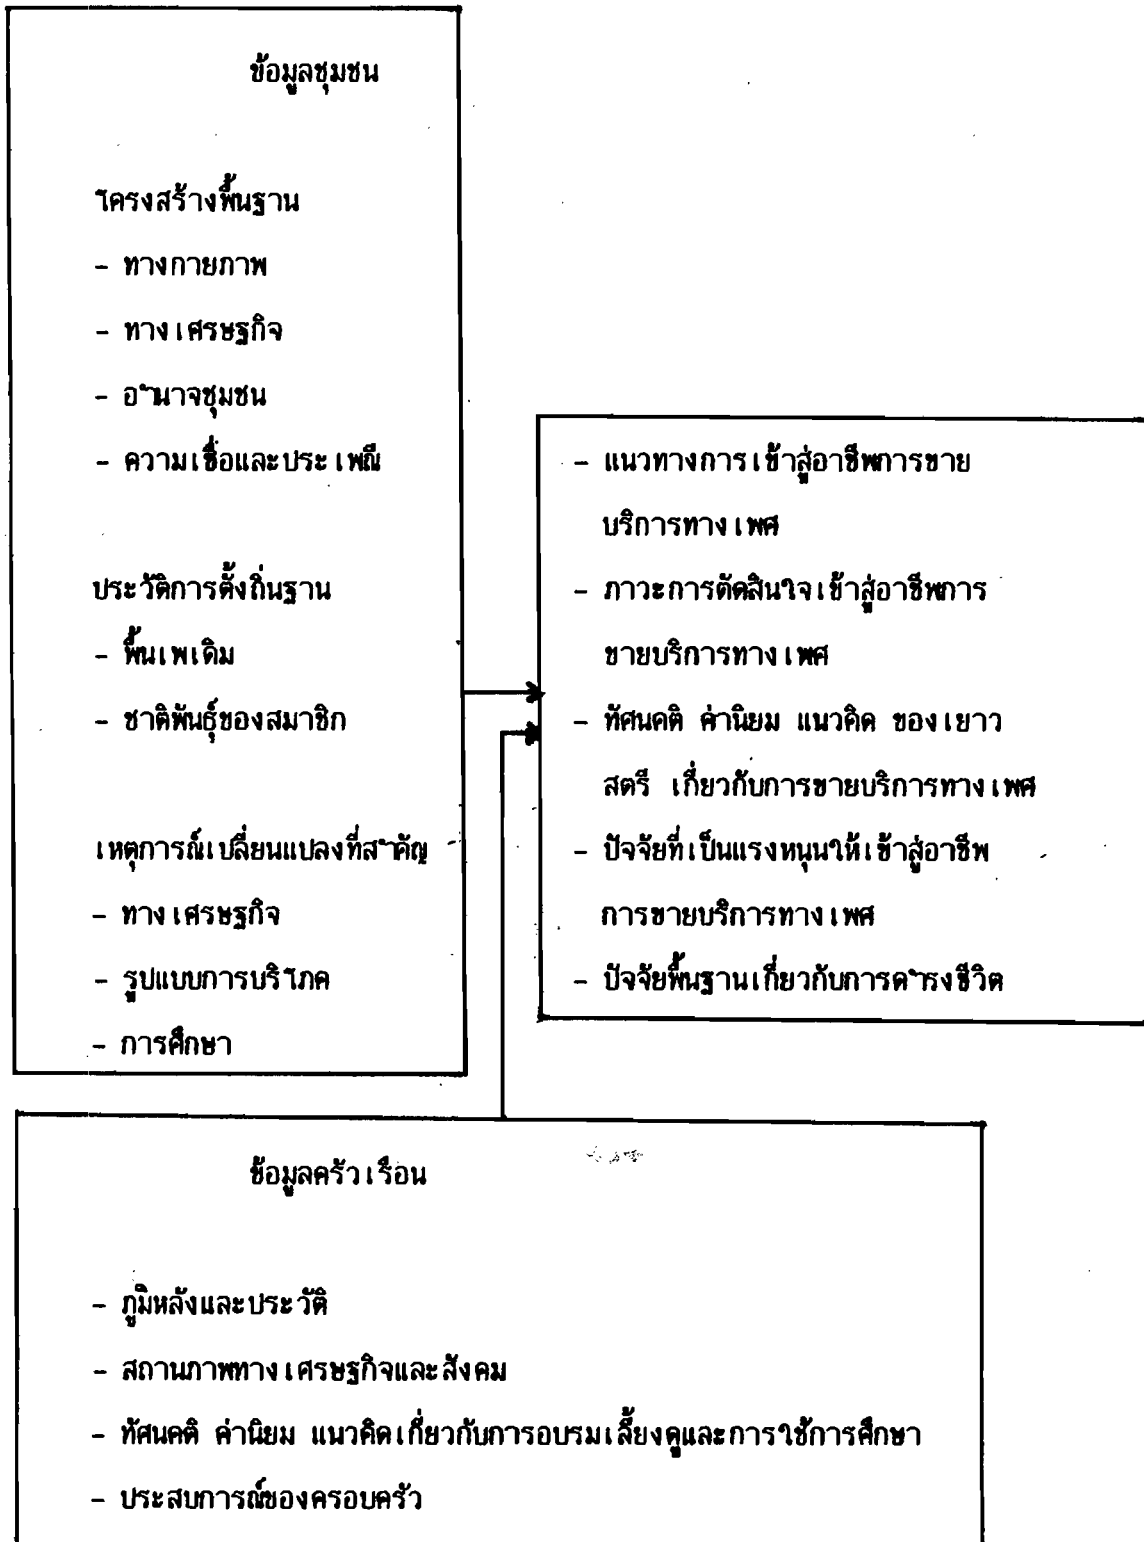 ข้อมูลชุมชน
โครงสร้างพื้นฐาน
- ทางกายภาพ
- ทางเศรษฐกิจ
- อำนาจชุมชน
- ความเชื่อและประเพณี
ประวัติการตั้งถิ่นฐาน
- พื้นเพเดิม
- ชาติพันธุ์ของสมาชิก
เหตุการณ์เปลี่ยนแปลงที่สำคัญ
- ทางเศรษฐกิจ
- รูปแบบการบริโภค
- การศึกษา
- แนวทางการเข้าสู่อาชีพการขาย
บริการทางเพศ
- ภาวะการตัดสินใจเข้าสู่อาชีพการ
ขายบริการทางเพศ
- ทัศนคติ ค่านิยม แนวคิด ของเยาว
สตรี เกี่ยวกับการขายบริการทางเพศ
- ปัจจัยที่เป็นแรงหนุนให้เข้าสู่อาชีพ
การขายบริการทางเพศ
- ปัจจัยพื้นฐานเกี่ยวกับการดำรงชีวิต
ข้อมูลครัวเรือน
- ภูมิหลังและประวัติ
- สถานภาพทางเศรษฐกิจและสังคม
- ทัศนคติ ค่านิยม แนวคิดเกี่ยวกับการอบรมเลี้ยงดูและการใช้การศึกษา
- ประสบการณ์ของครอบครัว